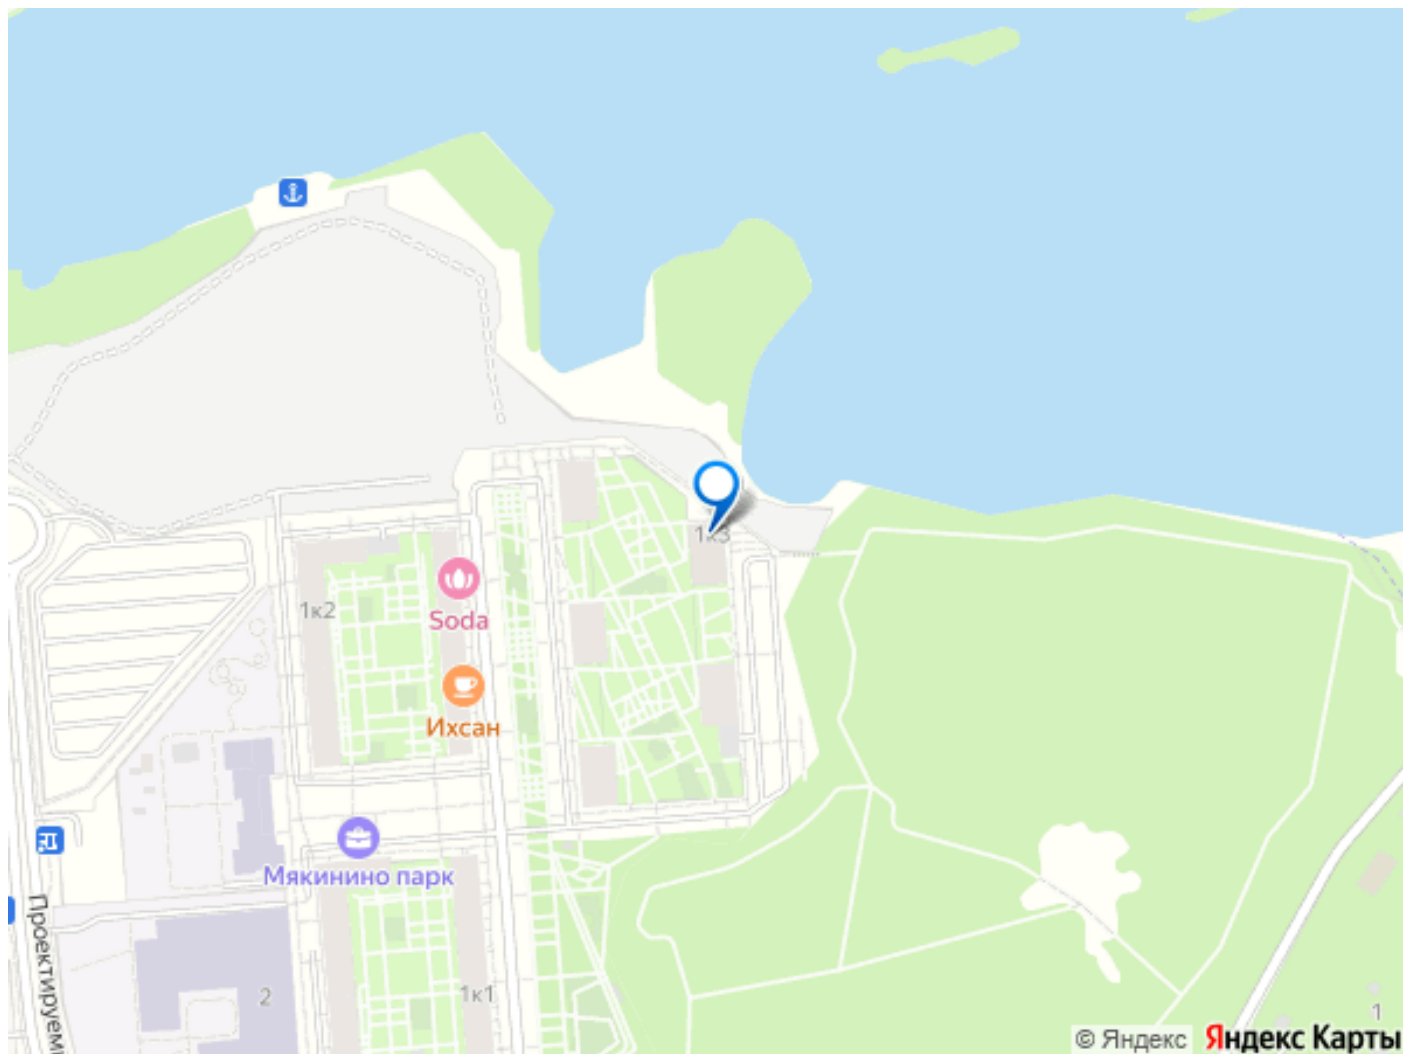 1к3
1к2
Soda
Ихсан
Мякинино парк
Проектируем
2
1к1
1
© Яндекс
Яндекс Карты